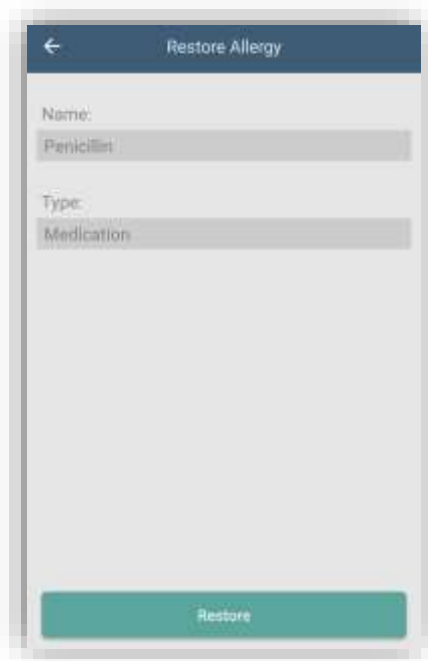 Restore Allergy
Name:
Penicillin
Type:
Medication
Restore